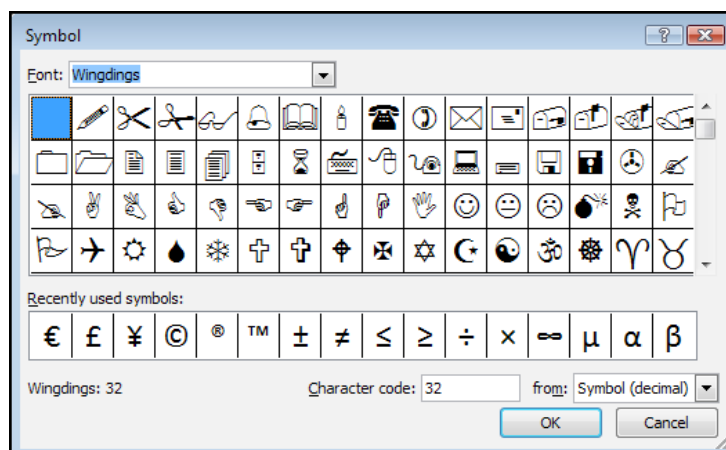 Symbol
Font: Wingdings
Recently used symbols:
€ £ ¥ © ® ™ ± ≠ ≤ ≥ ÷ × ∞ µ α β
Wingdings: 32 Character code: 32 from: Symbol (decimal)
OK Cancel